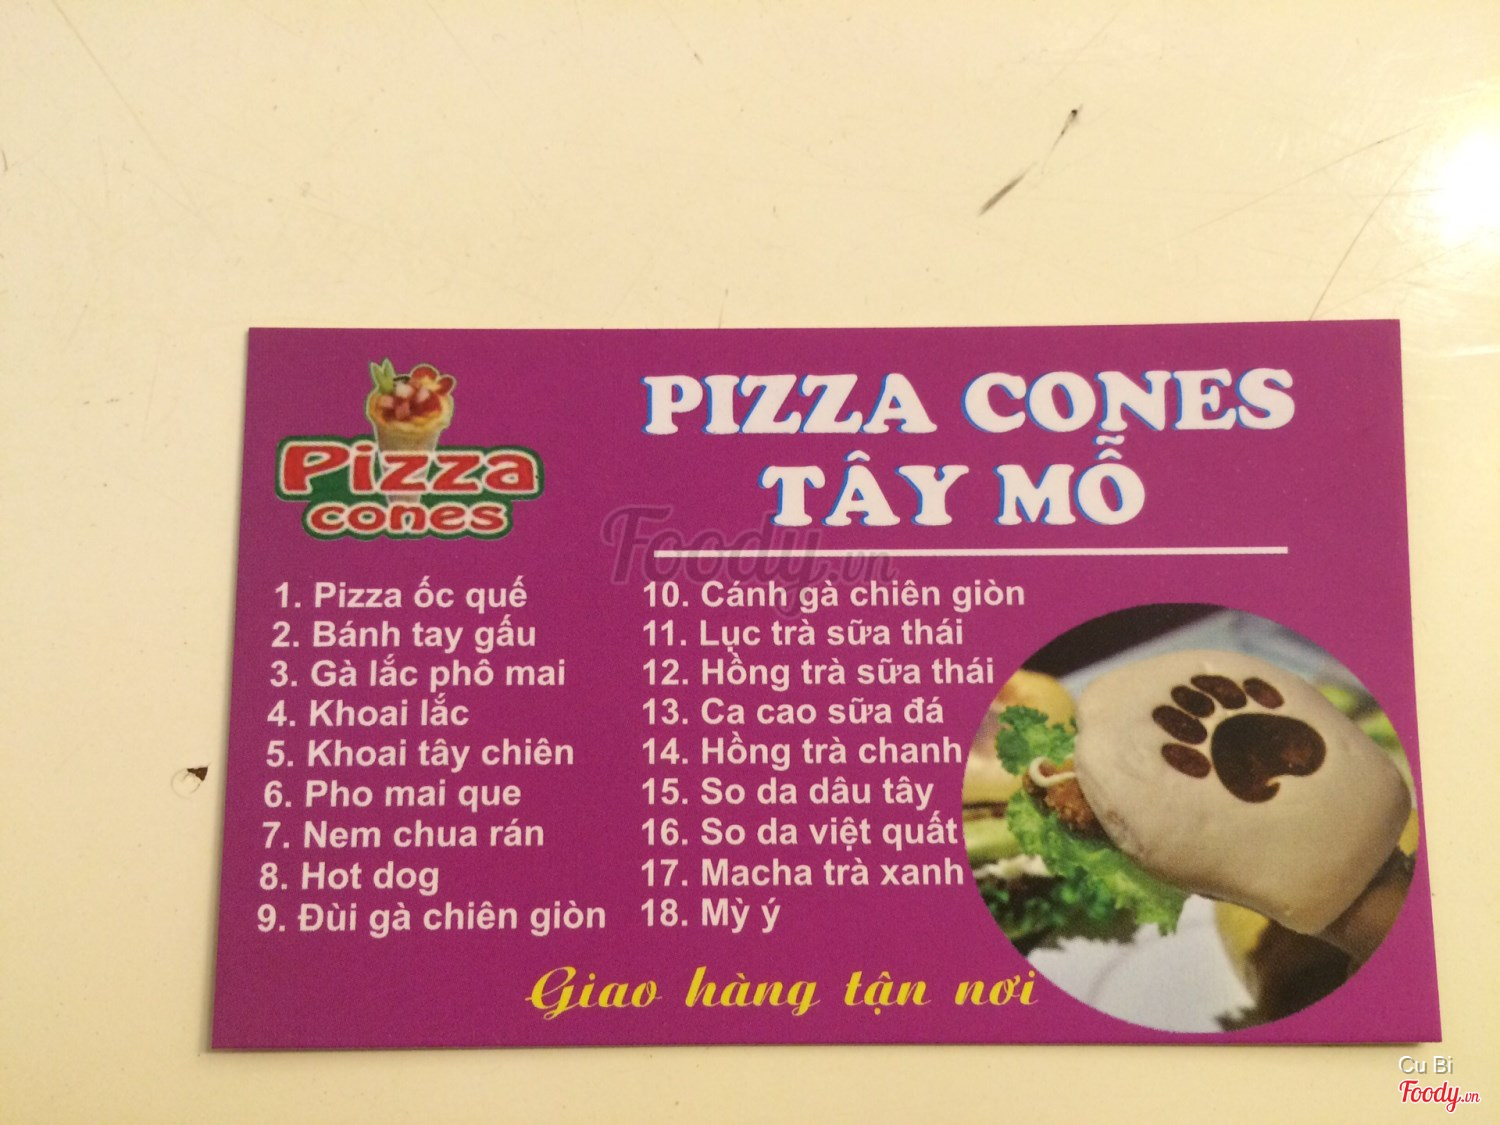 Pizza
cones
PIZZA CONES
TÂY MỖ
Foody.vn
1. Pizza ốc quế
2. Bánh tay gấu
3. Gà lắc phô mai
4. Khoai lắc
5. Khoai tây chiên
6. Pho mai que
7. Nem chua rán
8. Hot dog
9. Đùi gà chiên giòn
10. Cánh gà chiên giòn
11. Lục trà sữa thái
12. Hồng trà sữa thái
13. Ca cao sữa đá
14. Hồng trà chanh
15. So da dâu tây
16. So da việt quất
17. Macha trà xanh
18. Mỳ ý
Giao hàng tận nơi
Cu Bi
Foody.vn